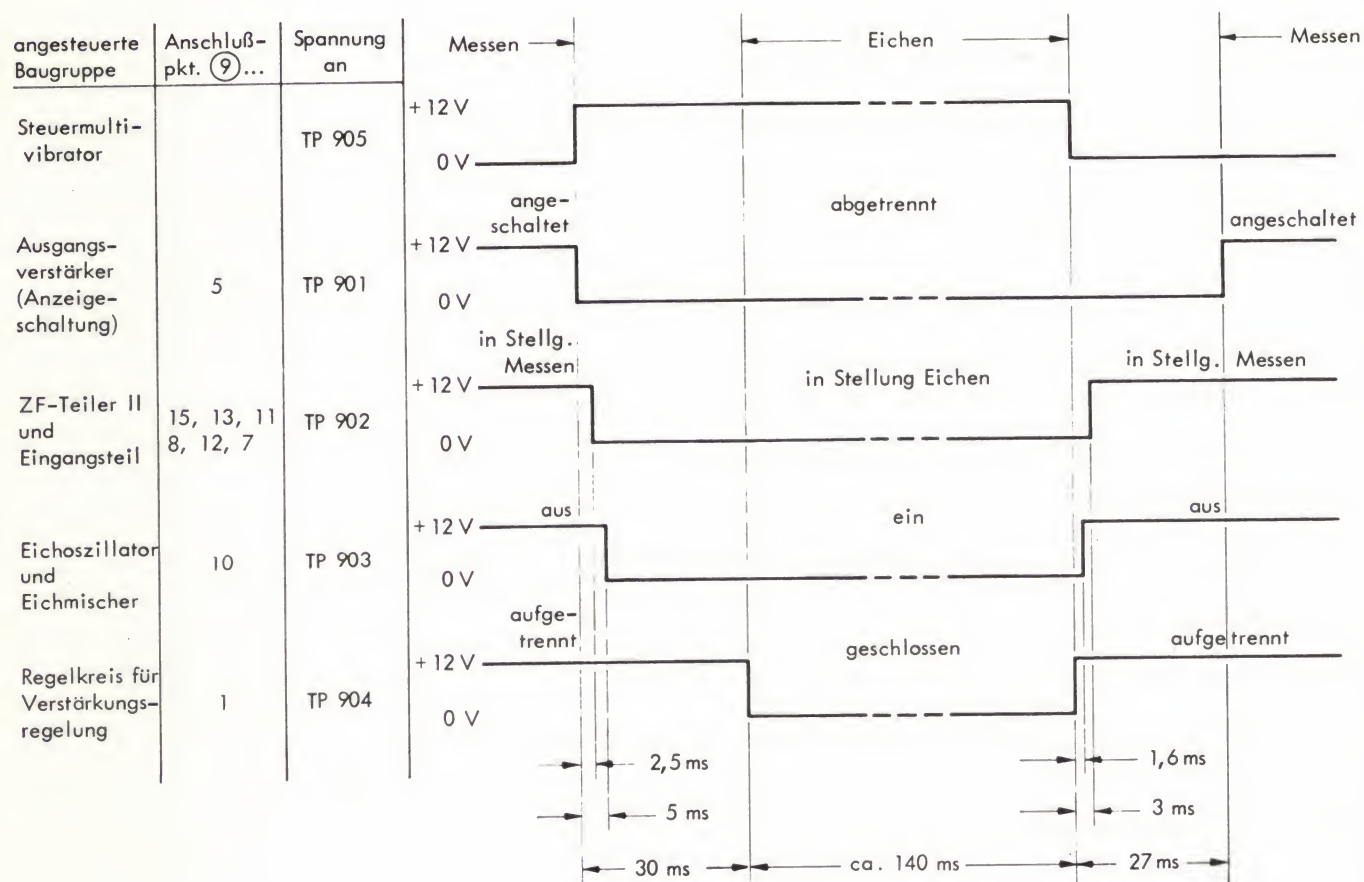 angesteuerte Baugruppe
Anschluß-
pkt. ⑨...
Spannung
an
Messen
Eichen
Messen
Steuermulti-
vibrator
TP 905
+ 12 V
0 V
Ausgangs-
verstärker
(Anzeige-
schaltung)
5
TP 901
ange-
schaltet
abgetrennt
angeschaltet
+ 12 V
0 V
ZF-Teiler II
und
Eingangsteil
15, 13, 11
8, 12, 7
TP 902
in Stellg.
Messen
in Stellung Eichen
in Stellg. Messen
+ 12 V
0 V
Eichoszillator
und
Eichmischer
10
TP 903
aus
ein
aus
+ 12 V
0 V
Regelkreis für
Verstärkungs-
regelung
1
TP 904
aufge-
trennt
geschlossen
aufgetrennt
+ 12 V
0 V
2,5 ms
1,6 ms
5 ms
3 ms
30 ms
ca. 140 ms
27 ms